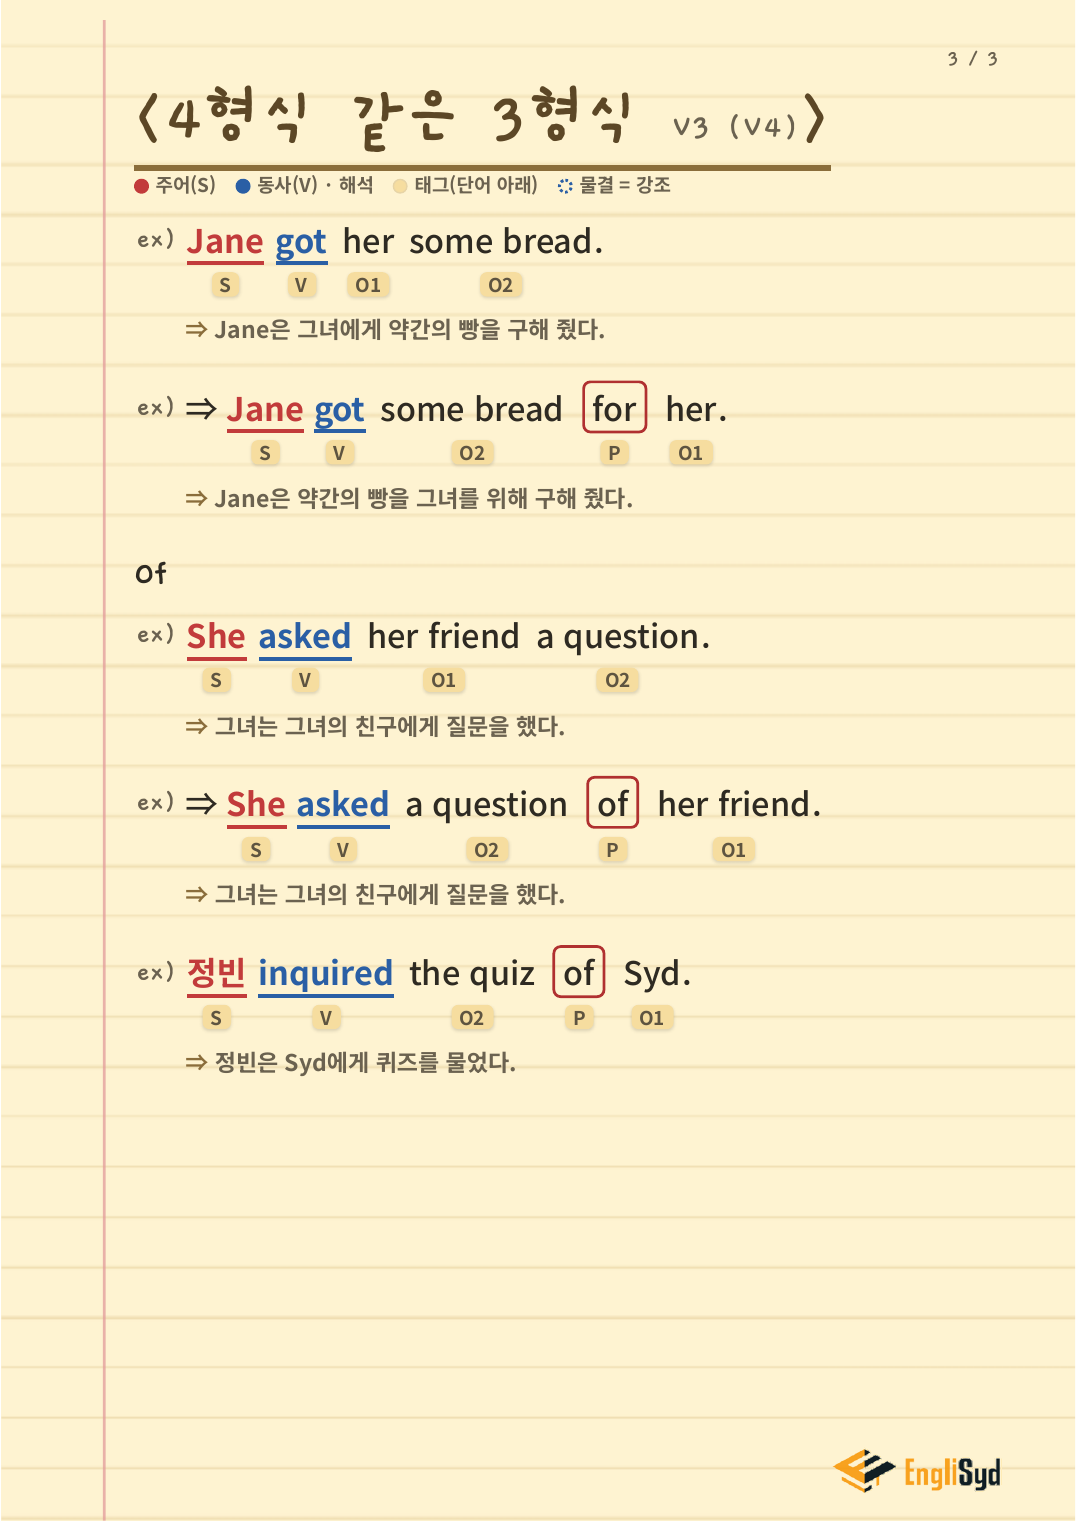 3 / 3
<4형식 같은 3형식 V3 (V4)>
주어(S) 동사(V) · 해석 태그(단어 아래) 물결 = 강조
ex) Jane got her some bread.
S V O1 O2
⇒ Jane은 그녀에게 약간의 빵을 구해 줬다.
ex) ⇒ Jane got some bread for her.
S V O2 P O1
⇒ Jane은 약간의 빵을 그녀를 위해 구해 줬다.
of
ex) She asked her friend a question.
S V O1 O2
⇒ 그녀는 그녀의 친구에게 질문을 했다.
ex) ⇒ She asked a question of her friend.
S V O2 P O1
⇒ 그녀는 그녀의 친구에게 질문을 했다.
ex) 정빈 inquired the quiz of Syd.
S V O2 P O1
⇒ 정빈은 Syd에게 퀴즈를 물었다.
EngliSyd